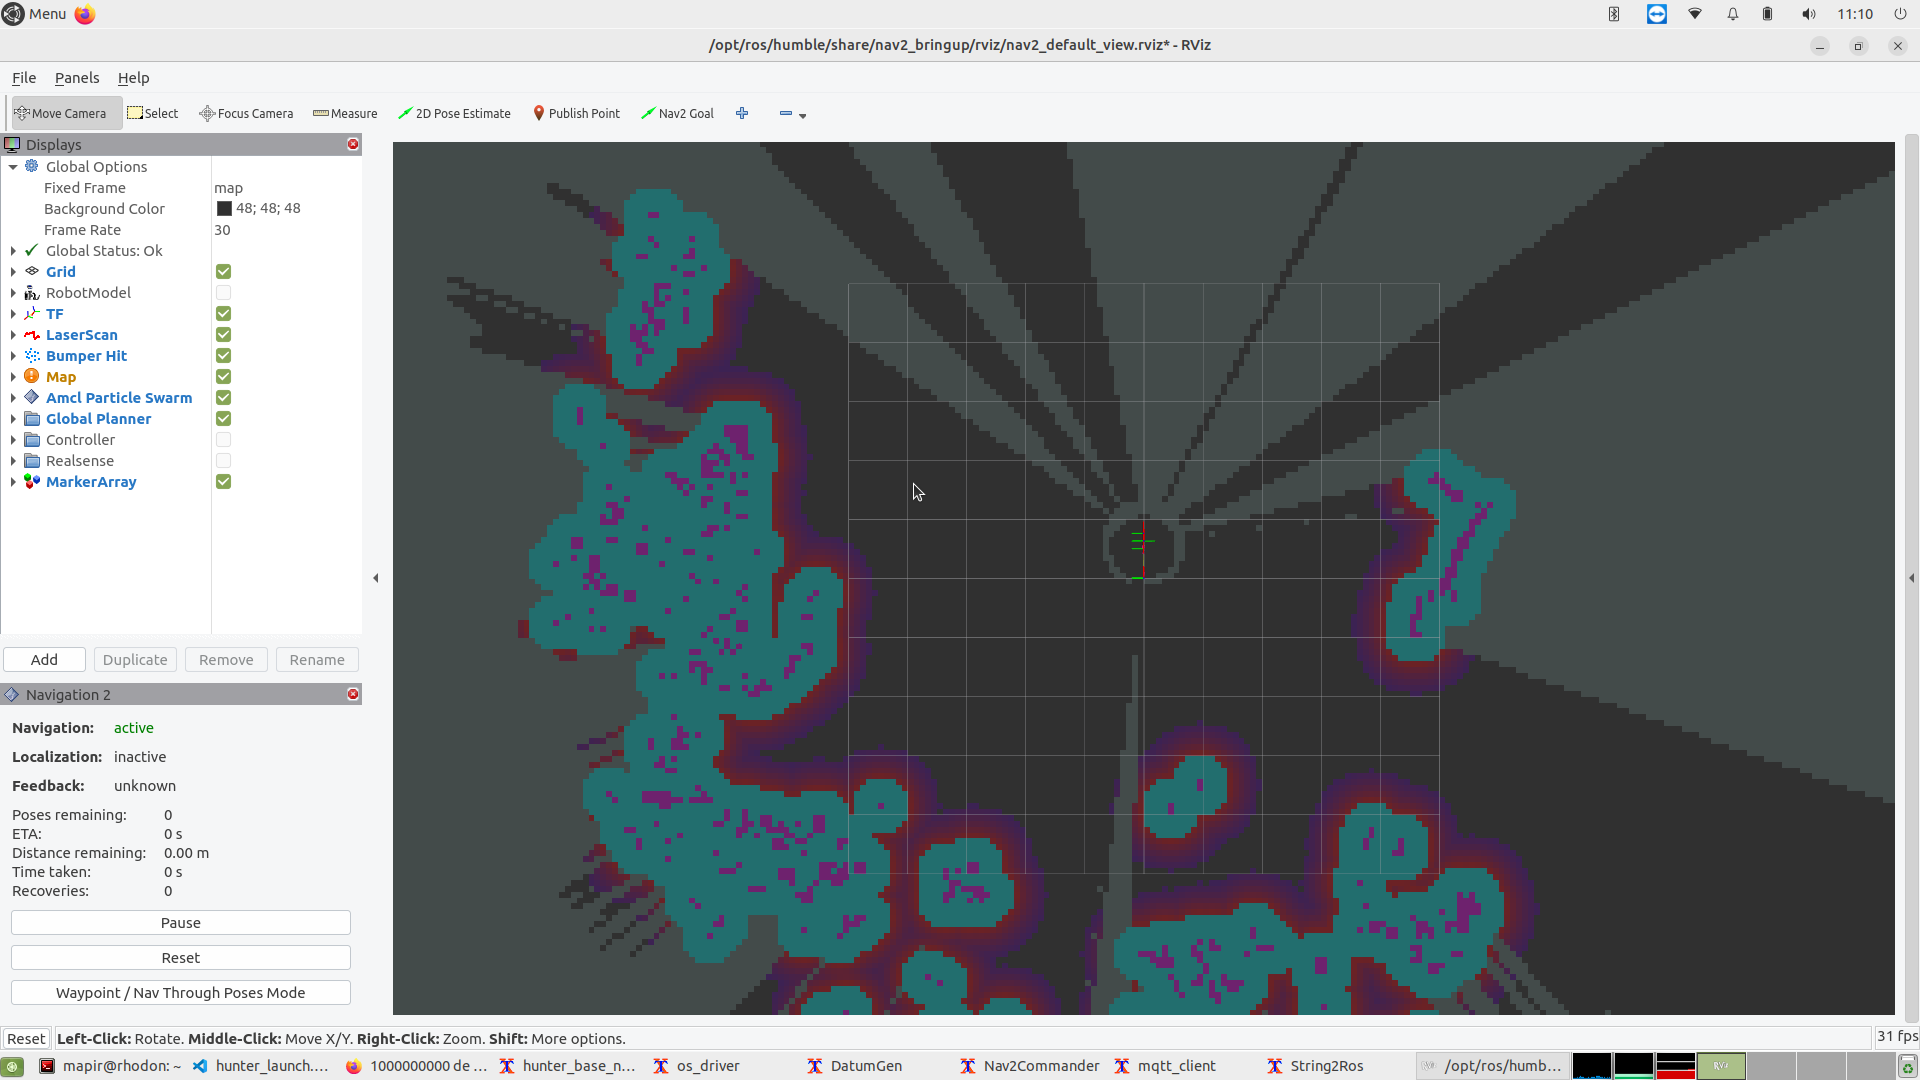 Menu
11:10
/opt/ros/humble/share/nav2_bringup/rviz/nav2_default_view.rviz* - RViz
File Panels Help
Move Camera Select Focus Camera Measure 2D Pose Estimate Publish Point Nav2 Goal
Displays
Global Options
Fixed Frame map
Background Color 48; 48; 48
Frame Rate 30
Global Status: Ok
Grid
RobotModel
TF
LaserScan
Bumper Hit
Map
Amcl Particle Swarm
Global Planner
Controller
Realsense
MarkerArray
Add Duplicate Remove Rename
Navigation 2
Navigation: active
Localization: inactive
Feedback: unknown
Poses remaining: 0
ETA: 0 s
Distance remaining: 0.00 m
Time taken: 0 s
Recoveries: 0
Pause
Reset
Waypoint / Nav Through Poses Mode
Reset Left-Click: Rotate. Middle-Click: Move X/Y. Right-Click: Zoom. Shift: More options. 31 fps
mapir@rhodon: ~ hunter_launch.... 1000000000 de ... hunter_base_n... os_driver DatumGen Nav2Commander mqtt_client String2Ros /opt/ros/humb...